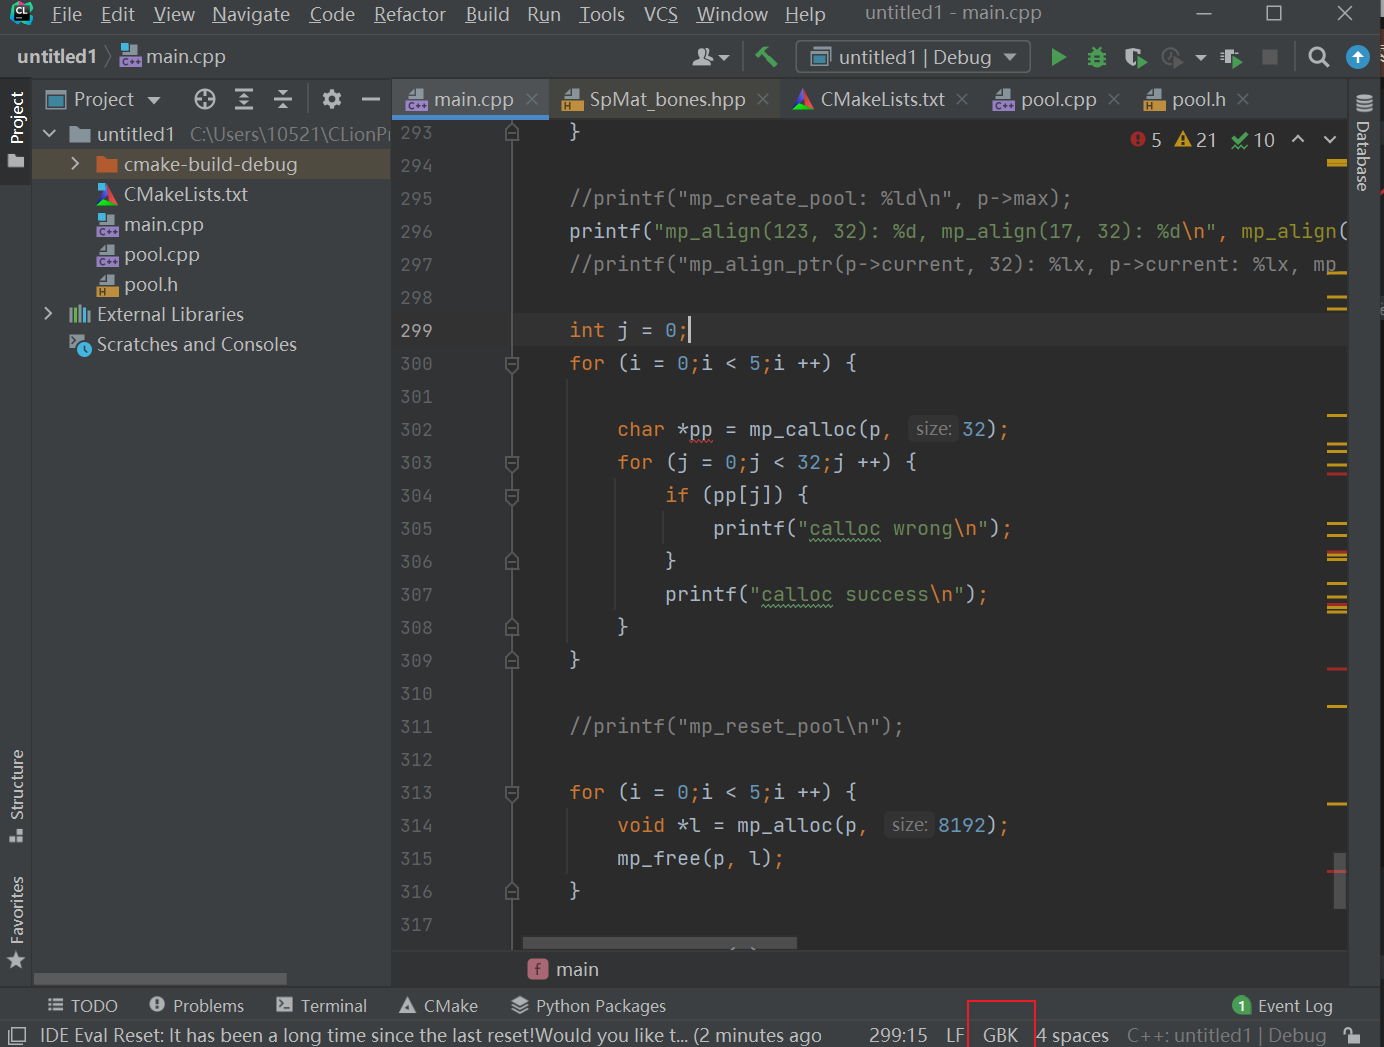 File Edit View Navigate Code Refactor Build Run Tools VCS Window Help untitled1 - main.cpp
untitled1 main.cpp untitled1 | Debug
Project main.cpp SpMat_bones.hpp CMakeLists.txt pool.cpp pool.h
Project
untitled1 C:\Users\10521\CLionPr
cmake-build-debug
CMakeLists.txt
main.cpp
pool.cpp
pool.h
External Libraries
Scratches and Consoles
5 21 10
293 }
294
295 //printf("mp_create_pool: %ld\n", p->max);
296 printf("mp_align(123, 32): %d, mp_align(17, 32): %d\n", mp_align(
297 //printf("mp_align_ptr(p->current, 32): %lx, p->current: %lx, mp_
298
299 int j = 0;
300 for (i = 0;i < 5;i ++) {
301
302 char *pp = mp_calloc(p, size: 32);
303 for (j = 0;j < 32;j ++) {
304 if (pp[j]) {
305 printf("calloc wrong\n");
306 }
307 printf("calloc success\n");
308 }
309 }
310
311 //printf("mp_reset_pool\n");
312
313 for (i = 0;i < 5;i ++) {
314 void *l = mp_alloc(p, size: 8192);
315 mp_free(p, l);
316 }
317
main
Database
Structure
Favorites
TODO Problems Terminal CMake Python Packages 1 Event Log
IDE Eval Reset: It has been a long time since the last reset!Would you like t... (2 minutes ago 299:15 LF GBK 4 spaces C++: untitled1 | Debug